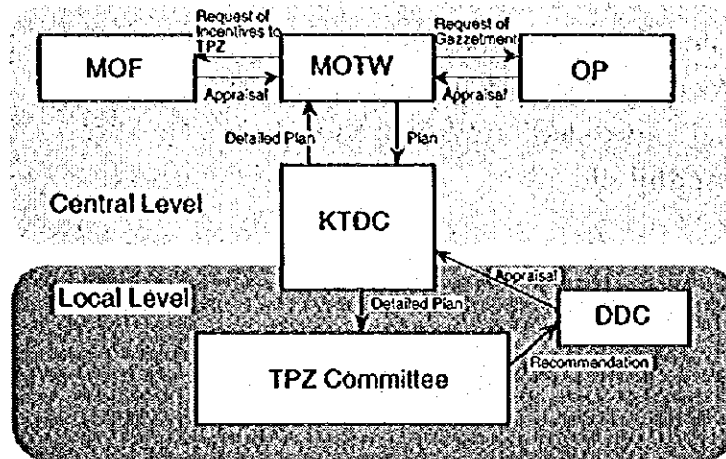 Request of
Incentives to
TPZ
Request of
Gazzetment
MOF
MOTW
OP
Appraisal
Appraisal
Detailed Plan
Plan
Central Level
KTDC
Appraisal
Local Level
Detailed Plan
DDC
TPZ Committee
Recommendation